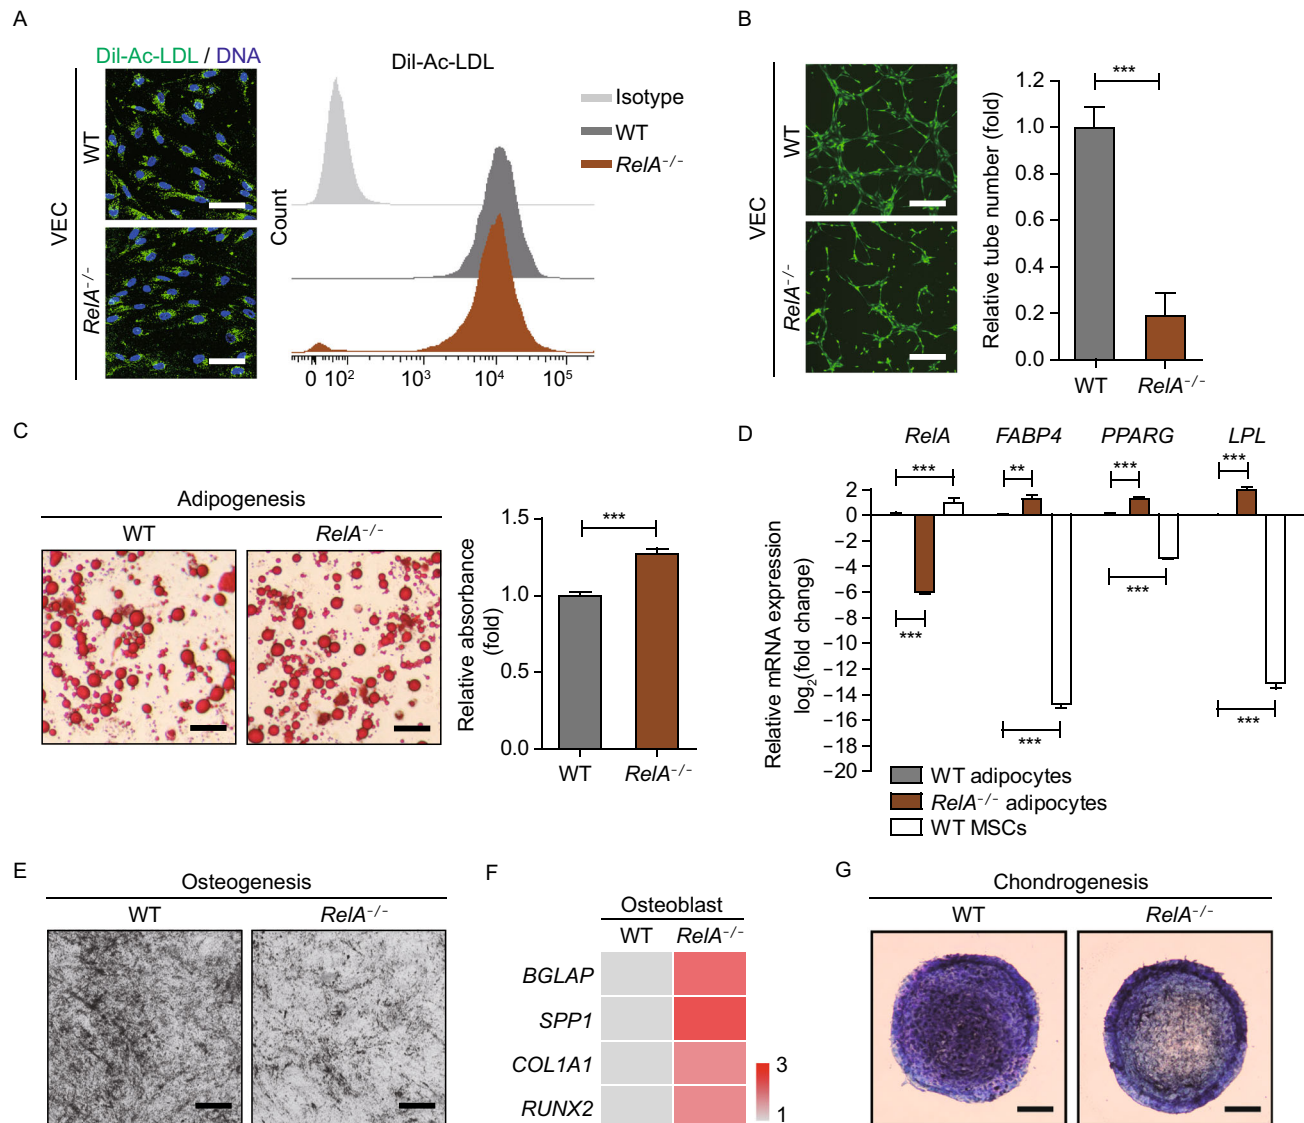 A
Dil-Ac-LDL / DNA
VEC
WT
RelA-/-
Dil-Ac-LDL
Count
Isotype
WT
RelA-/-
0 10² 10³ 10⁴ 10⁵
B
VEC
WT
RelA-/-
Relative tube number (fold)
1.2
1.0
0.8
0.6
0.4
0.2
0.0
***
WT RelA-/-
C
Adipogenesis
WT RelA-/-
Relative absorbance
(fold)
1.5
1.0
0.5
0.0
***
WT RelA-/-
D
RelA FABP4 PPARG LPL
Relative mRNA expression
log₂(fold change)
2
0
−2
−4
−6
−8
−10
−12
−14
−16
−18
−20
*** ** *** ***
*** *** *** ***
WT adipocytes
RelA-/- adipocytes
WT MSCs
E
Osteogenesis
WT RelA-/-
F
Osteoblast
WT RelA-/-
BGLAP
SPP1
COL1A1
RUNX2
3
1
G
Chondrogenesis
WT RelA-/-